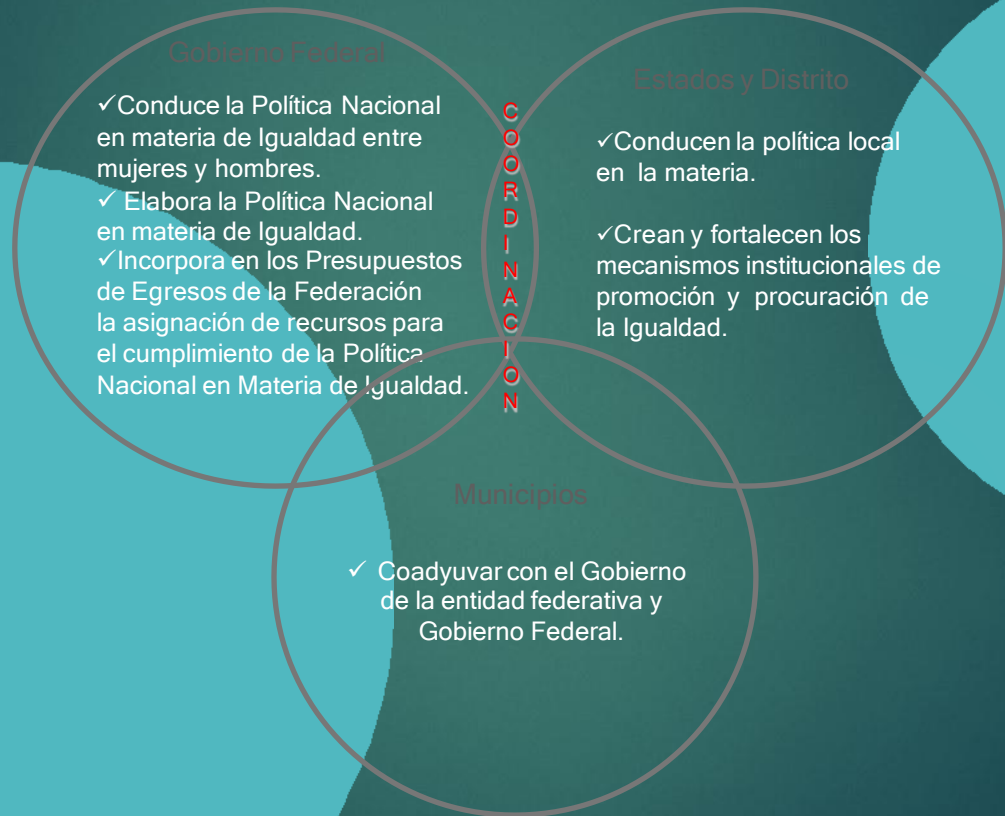 Gobierno Federal
✓Conduce la Política Nacional
en materia de Igualdad entre
mujeres y hombres.
✓ Elabora la Política Nacional
en materia de Igualdad.
✓Incorpora en los Presupuestos
de Egresos de la Federación
la asignación de recursos para
el cumplimiento de la Política
Nacional en Materia de Igualdad.
COORDINACION
Estados y Distrito
✓Conducen la política local
en la materia.
✓Crean y fortalecen los
mecanismos institucionales de
promoción y procuración de
la Igualdad.
Municipios
✓ Coadyuvar con el Gobierno
de la entidad federativa y
Gobierno Federal.